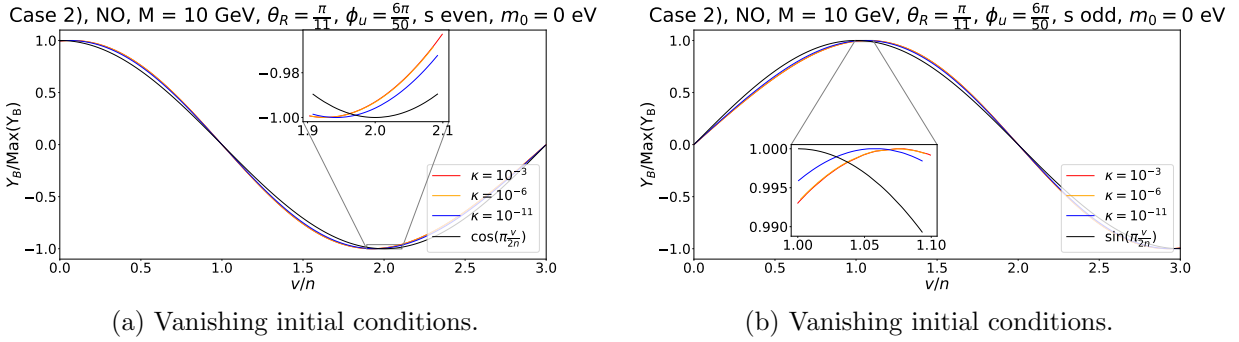 Case 2), NO, M = 10 GeV, θ_R = π/11, ϕ_u = 6π/50, s even, m₀ = 0 eV
Y_B/Max(Y_B)
1.0
0.5
0.0
−0.5
−1.0
−0.98
−1.00
1.9 2.0 2.1
κ = 10⁻³
κ = 10⁻⁶
κ = 10⁻¹¹
cos(π v/2n)
0.0 0.5 1.0 1.5 2.0 2.5 3.0
v/n
(a) Vanishing initial conditions.
Case 2), NO, M = 10 GeV, θ_R = π/11, ϕ_u = 6π/50, s odd, m₀ = 0 eV
Y_B/Max(Y_B)
1.0
0.5
0.0
−0.5
−1.0
1.000
0.995
0.990
1.00 1.05 1.10
κ = 10⁻³
κ = 10⁻⁶
κ = 10⁻¹¹
sin(π v/2n)
0.0 0.5 1.0 1.5 2.0 2.5 3.0
v/n
(b) Vanishing initial conditions.